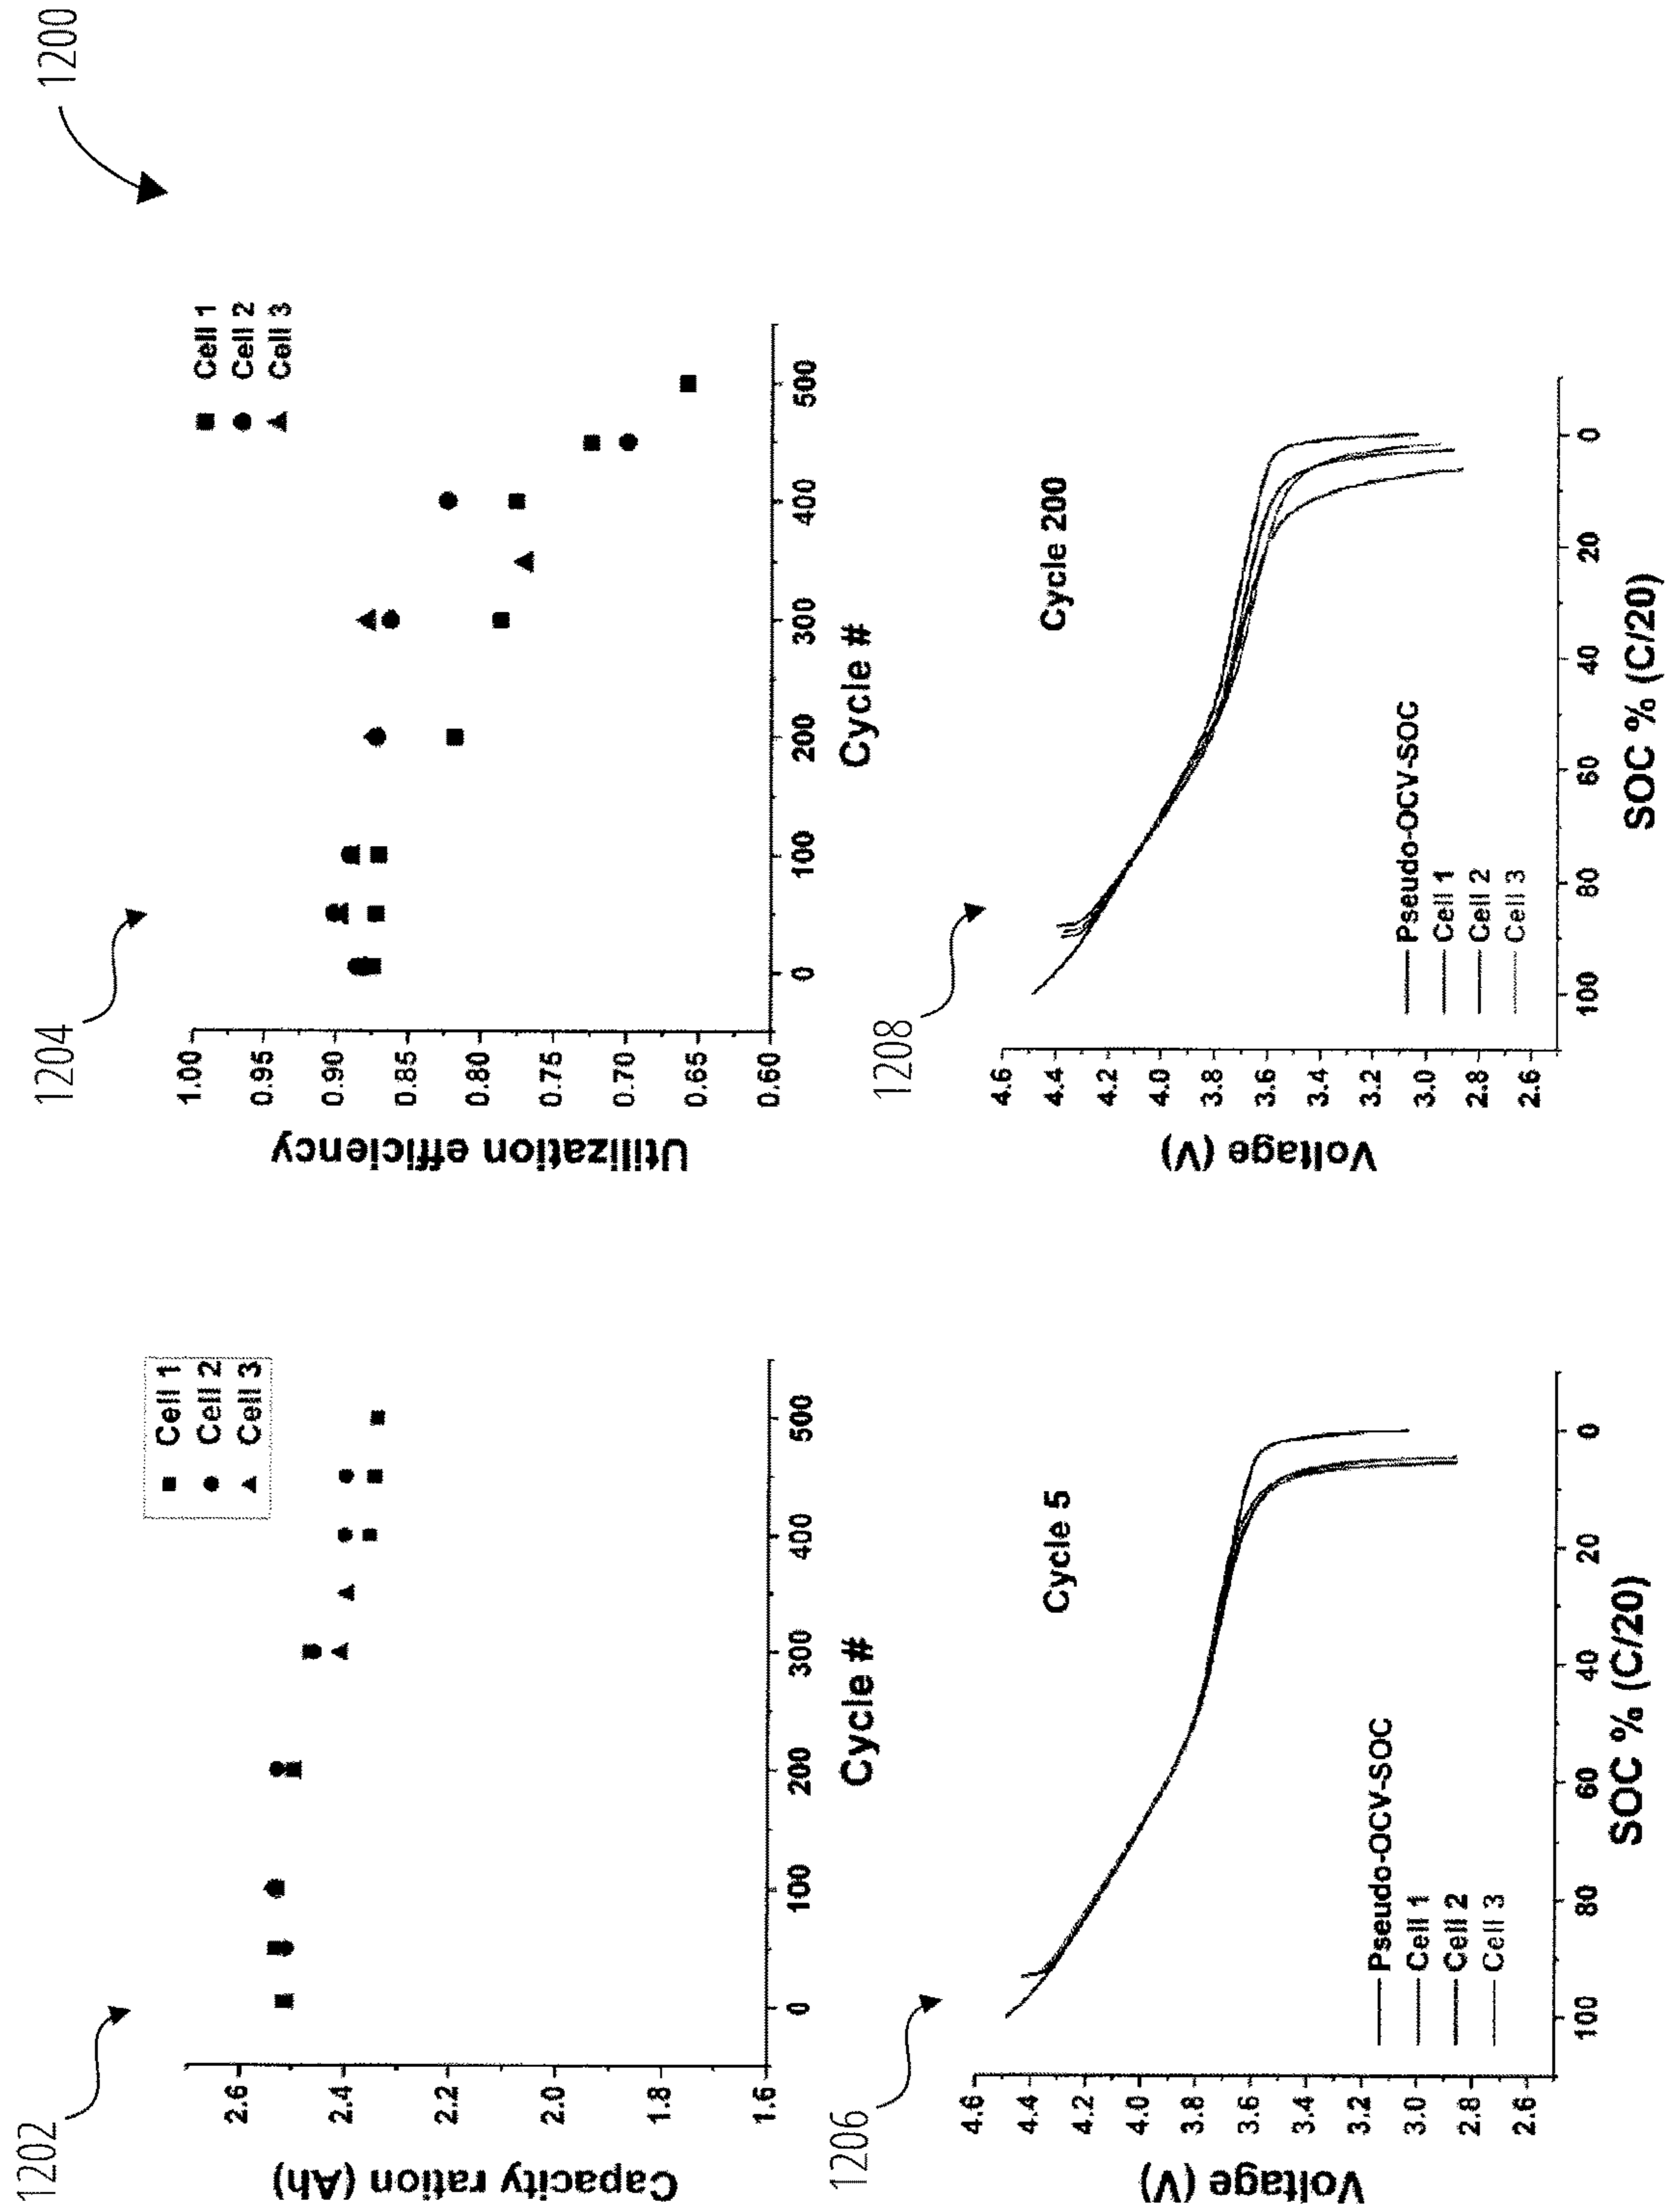 1200
1202
Capacity ration (Ah)
2.6
2.4
2.2
2.0
1.8
1.6
0 100 200 300 400 500
Cycle #
Cell 1
Cell 2
Cell 3
1204
Utilization efficiency
1.00
0.95
0.90
0.85
0.80
0.75
0.70
0.65
0.60
0 100 200 300 400 500
Cycle #
Cell 1
Cell 2
Cell 3
1206
Voltage (V)
4.6
4.4
4.2
4.0
3.8
3.6
3.4
3.2
3.0
2.8
2.6
Cycle 5
Pseudo-OCV-SOC
Cell 1
Cell 2
Cell 3
100 80 60 40 20 0
SOC % (C/20)
1208
Voltage (V)
4.6
4.4
4.2
4.0
3.8
3.6
3.4
3.2
3.0
2.8
2.6
Cycle 200
Pseudo-OCV-SOC
Cell 1
Cell 2
Cell 3
100 80 60 40 20 0
SOC % (C/20)